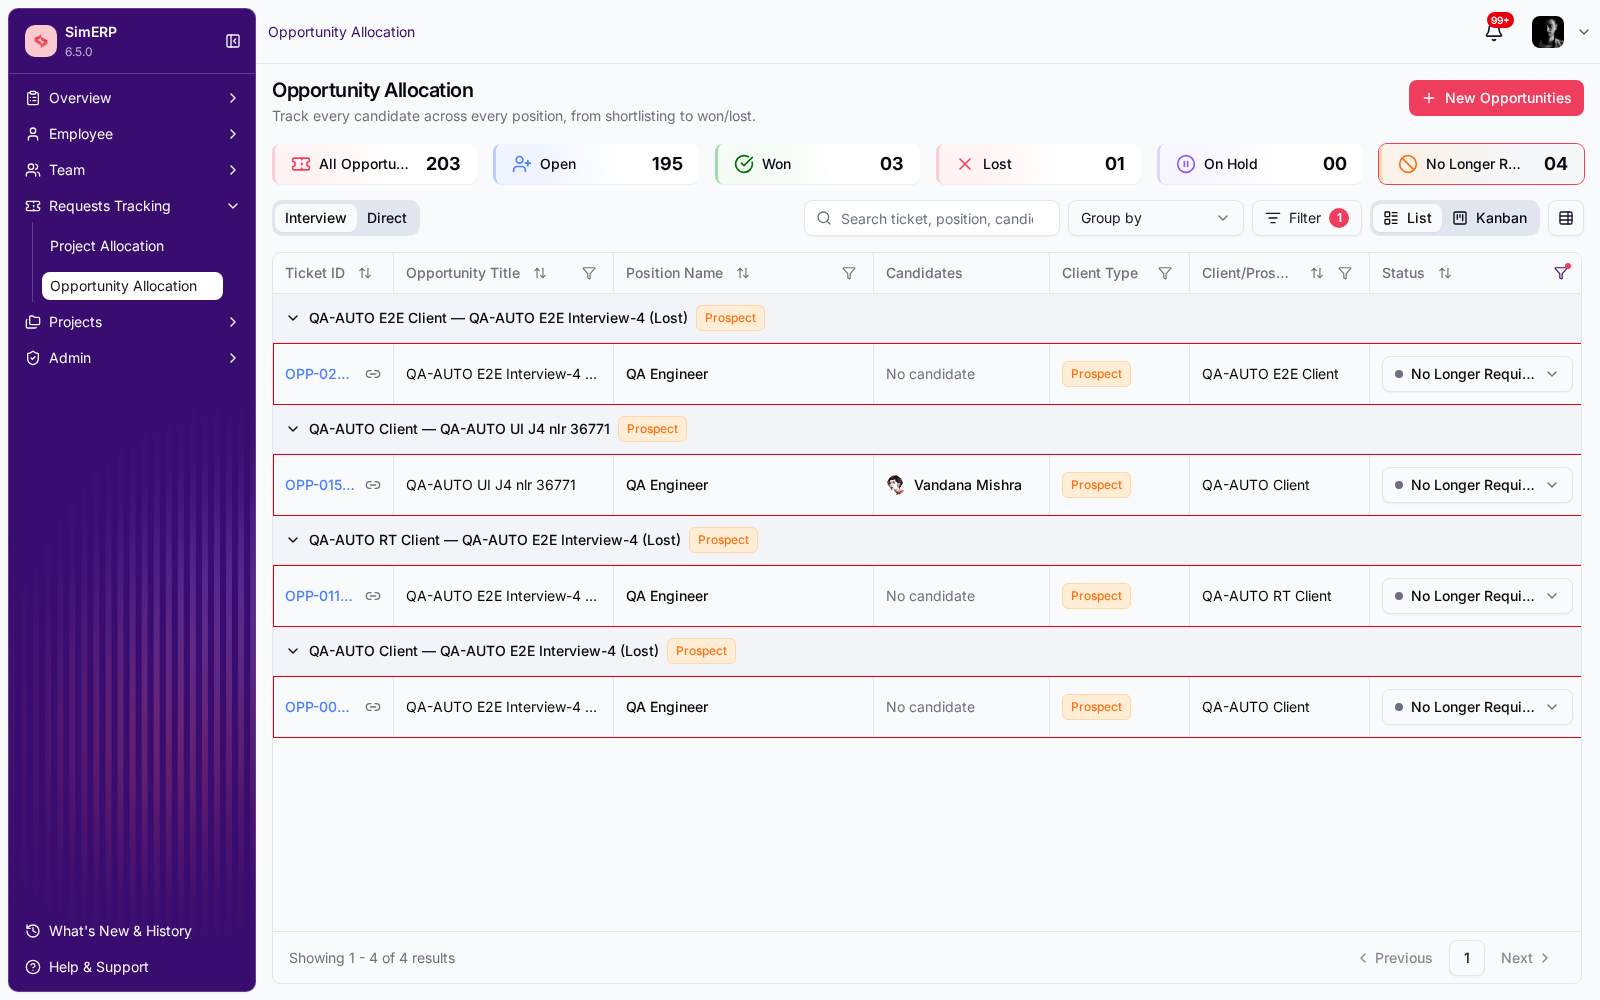 SimERP
6.5.0
Overview
Employee
Team
Requests Tracking
Project Allocation
Opportunity Allocation
Projects
Admin
What's New & History
Help & Support
Opportunity Allocation
99+
Opportunity Allocation
Track every candidate across every position, from shortlisting to won/lost.
New Opportunities
All Opportu... 203
Open 195
Won 03
Lost 01
On Hold 00
No Longer R... 04
Interview Direct
Search ticket, position, candi
Group by
Filter 1
List Kanban
Ticket ID Opportunity Title Position Name Candidates Client Type Client/Pros... Status
QA-AUTO E2E Client — QA-AUTO E2E Interview-4 (Lost) Prospect
OPP-02... QA-AUTO E2E Interview-4 ... QA Engineer No candidate Prospect QA-AUTO E2E Client No Longer Requi...
QA-AUTO Client — QA-AUTO UI J4 nlr 36771 Prospect
OPP-015... QA-AUTO UI J4 nlr 36771 QA Engineer Vandana Mishra Prospect QA-AUTO Client No Longer Requi...
QA-AUTO RT Client — QA-AUTO E2E Interview-4 (Lost) Prospect
OPP-011... QA-AUTO E2E Interview-4 ... QA Engineer No candidate Prospect QA-AUTO RT Client No Longer Requi...
QA-AUTO Client — QA-AUTO E2E Interview-4 (Lost) Prospect
OPP-00... QA-AUTO E2E Interview-4 ... QA Engineer No candidate Prospect QA-AUTO Client No Longer Requi...
Showing 1 - 4 of 4 results
Previous 1 Next